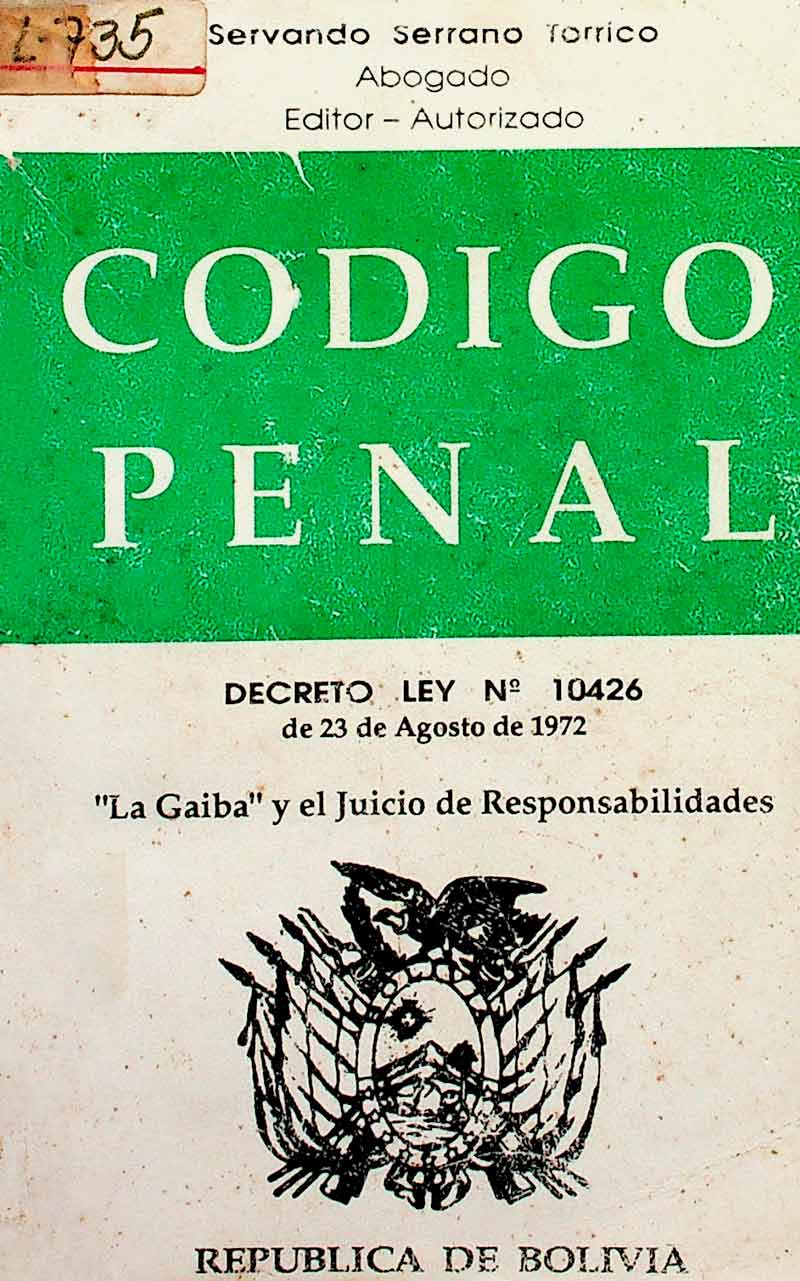 L-735
Servando Serrano Torrico
Abogado
Editor – Autorizado
CODIGO
PENAL
DECRETO LEY Nº 10426
de 23 de Agosto de 1972
"La Gaiba" y el Juicio de Responsabilidades
REPUBLICA DE BOLIVIA